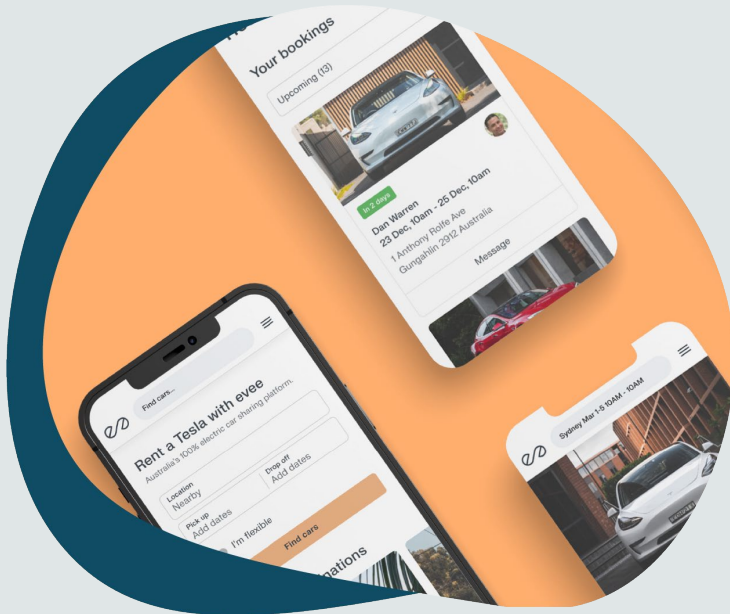 Your bookings
Upcoming (13)
In 2 days
Dan Warren
23 Dec, 10am - 25 Dec, 10am
1 Anthony Rolfe Ave
Gungahlin 2912 Australia
Message
Find cars...
Rent a Tesla with evee
Australia's 100% electric car sharing platform.
Location
Nearby
Pick up
Add dates
Drop off
Add dates
I'm flexible
Find cars
Sydney Mar 1-5 10AM - 10AM